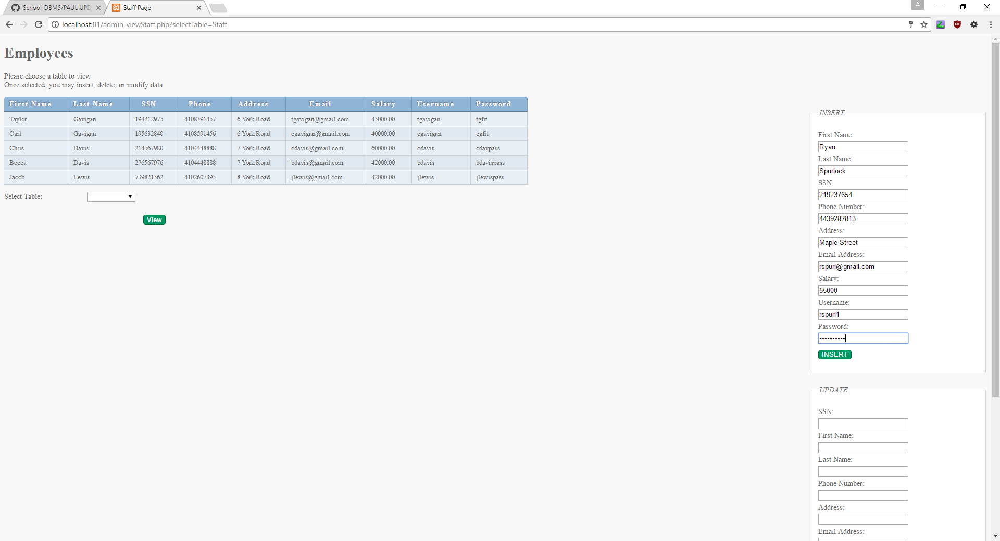 School-DBMS/PAUL UPD
Staff Page
localhost:81/admin_viewStaff.php?selectTable=Staff
Employees
Please choose a table to view
Once selected, you may insert, delete, or modify data
First Name Last Name SSN Phone Address Email Salary Username Password
Taylor Gavigan 194212975 4108591457 6 York Road tgavigan@gmail.com 45000.00 tgavigan tgfit
Carl Gavigan 195632840 4108591456 6 York Road cgavigan@gmail.com 40000.00 cgavigan cgfit
Chris Davis 214567980 4104448888 7 York Road cdavis@gmail.com 60000.00 cdavis cdavpass
Becca Davis 276567976 4104448888 7 York Road bdavis@gmail.com 42000.00 bdavis bdavispass
Jacob Lewis 739821562 4102607395 8 York Road jlewis@gmail.com 42000.00 jlewis jlewispass
Select Table:
View
INSERT
First Name:
Ryan
Last Name:
Spurlock
SSN:
219237654
Phone Number:
4439282813
Address:
Maple Street
Email Address:
rspurl@gmail.com
Salary:
55000
Username:
rspurl1
Password:
••••••••••
INSERT
UPDATE
SSN:
First Name:
Last Name:
Phone Number:
Address:
Email Address: